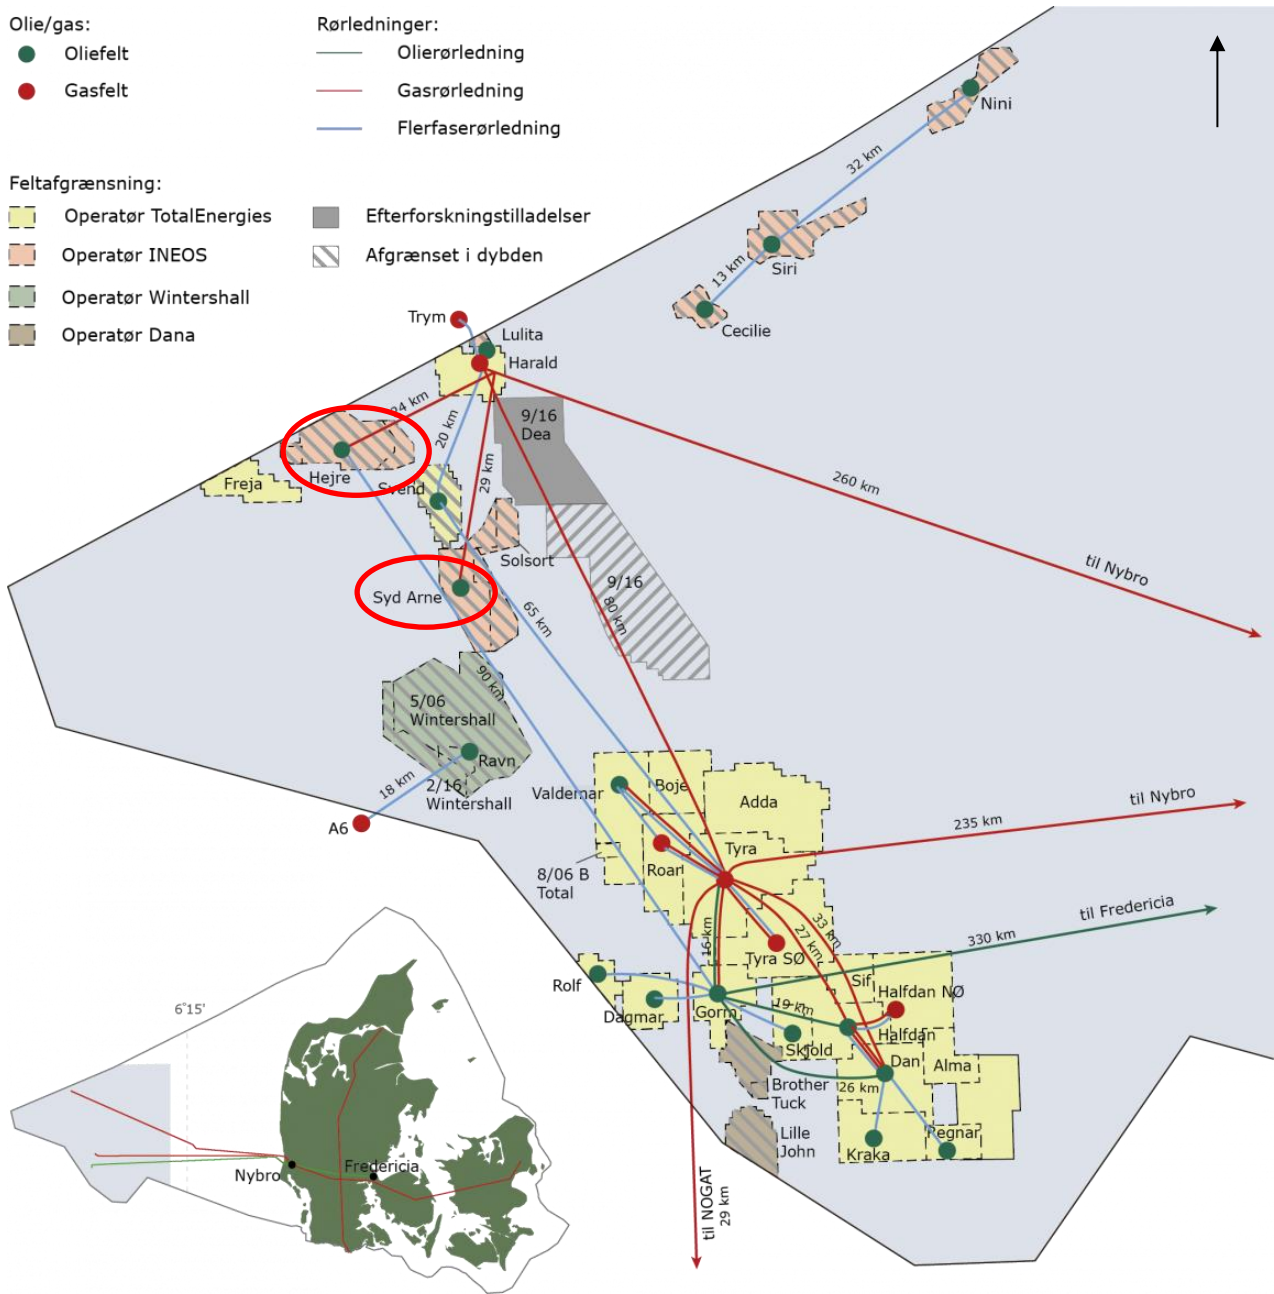 Olie/gas:
Oliefelt
Gasfelt
Rørledninger:
Olierørledning
Gasrørledning
Flerfaserørledning
Feltafgrænsning:
Operatør TotalEnergies
Operatør INEOS
Operatør Wintershall
Operatør Dana
Efterforskningstilladelser
Afgrænset i dybden
Nini
32 km
Siri
13 km
Cecilie
Trym
Lulita
Harald
24 km
20 km
9/16
Dea
Hejre
Freja
Svend
29 km
260 km
til Nybro
Solsort
Syd Arne
9/16
65 km
80 km
90 km
5/06
Wintershall
Ravn
18 km
2/16
Wintershall
A6
Valdemar
Boje
Adda
til Nybro
235 km
Tyra
8/06 B
Total
Roar
til Fredericia
330 km
16 km
27 km
33 km
Tyra SØ
Rolf
Dagmar
Gorm
19 km
Sif
Halfdan NØ
Halfdan
Skjold
Dan
Alma
Brother
Tuck
26 km
Lille
John
Kraka
Regnar
til NOGAT
29 km
6°15'
Nybro
Fredericia